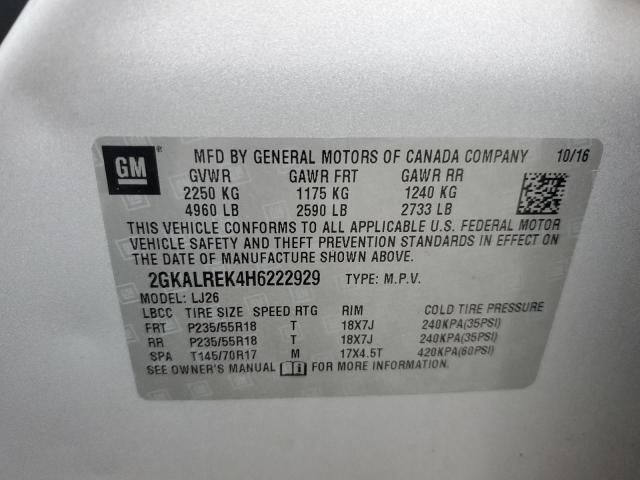 GM ® MFD BY GENERAL MOTORS OF CANADA COMPANY 10/16
GVWR GAWR FRT GAWR RR
2250 KG 1175 KG 1240 KG
4960 LB 2590 LB 2733 LB
THIS VEHICLE CONFORMS TO ALL APPLICABLE U.S. FEDERAL MOTOR
VEHICLE SAFETY AND THEFT PREVENTION STANDARDS IN EFFECT ON
THE DATE OF MANUFACTURE SHOWN ABOVE.
2GKALREK4H6222929 TYPE: M.P.V.
MODEL: LJ26
LBCC TIRE SIZE SPEED RTG RIM COLD TIRE PRESSURE
FRT P235/55R18 T 18X7J 240KPA(35PSI)
RR P235/55R18 T 18X7J 240KPA(35PSI)
SPA T145/70R17 M 17X4.5T 420KPA(60PSI)
SEE OWNER'S MANUAL FOR MORE INFORMATION.